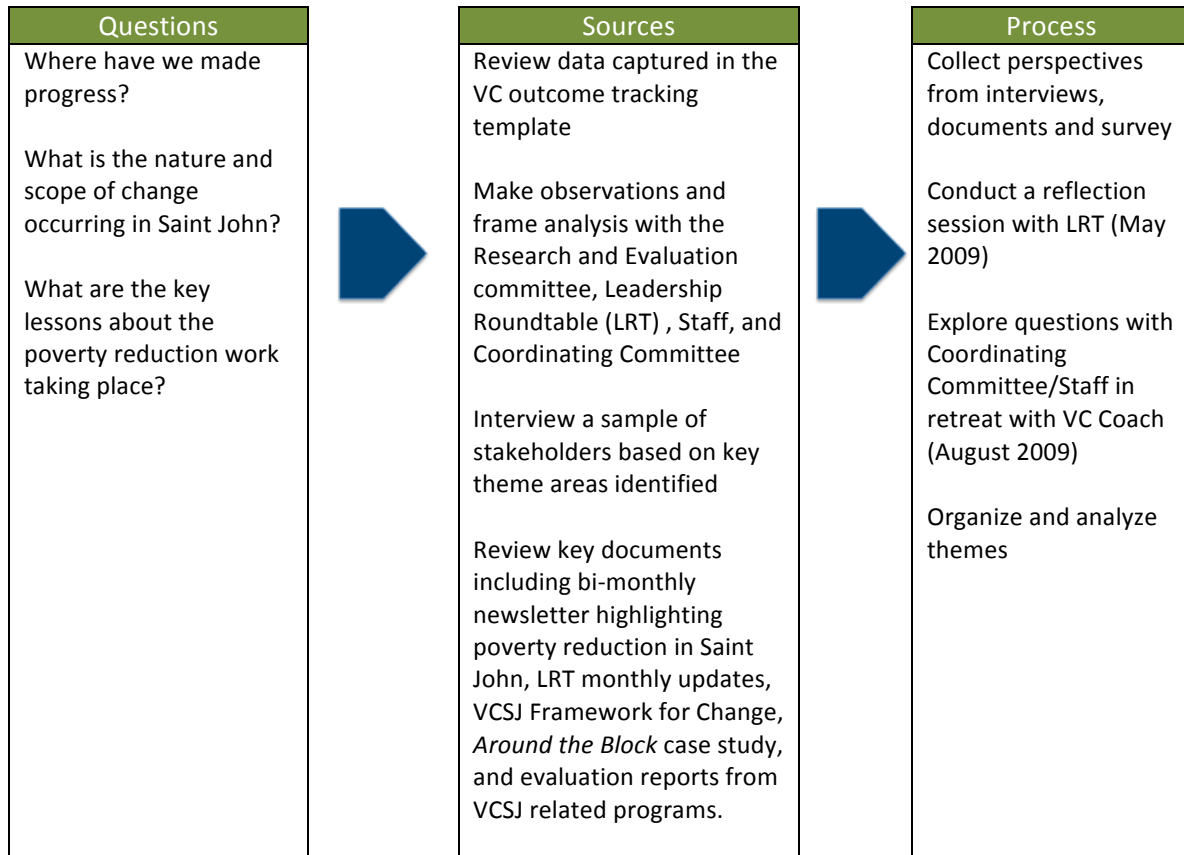 Questions
Where have we made
progress?
What is the nature and
scope of change
occurring in Saint John?
What are the key
lessons about the
poverty reduction work
taking place?
Sources
Review data captured in the
VC outcome tracking
template
Make observations and
frame analysis with the
Research and Evaluation
committee, Leadership
Roundtable (LRT) , Staff, and
Coordinating Committee
Interview a sample of
stakeholders based on key
theme areas identified
Review key documents
including bi-monthly
newsletter highlighting
poverty reduction in Saint
John, LRT monthly updates,
VCSJ Framework for Change,
Around the Block case study,
and evaluation reports from
VCSJ related programs.
Process
Collect perspectives
from interviews,
documents and survey
Conduct a reflection
session with LRT (May
2009)
Explore questions with
Coordinating
Committee/Staff in
retreat with VC Coach
(August 2009)
Organize and analyze
themes